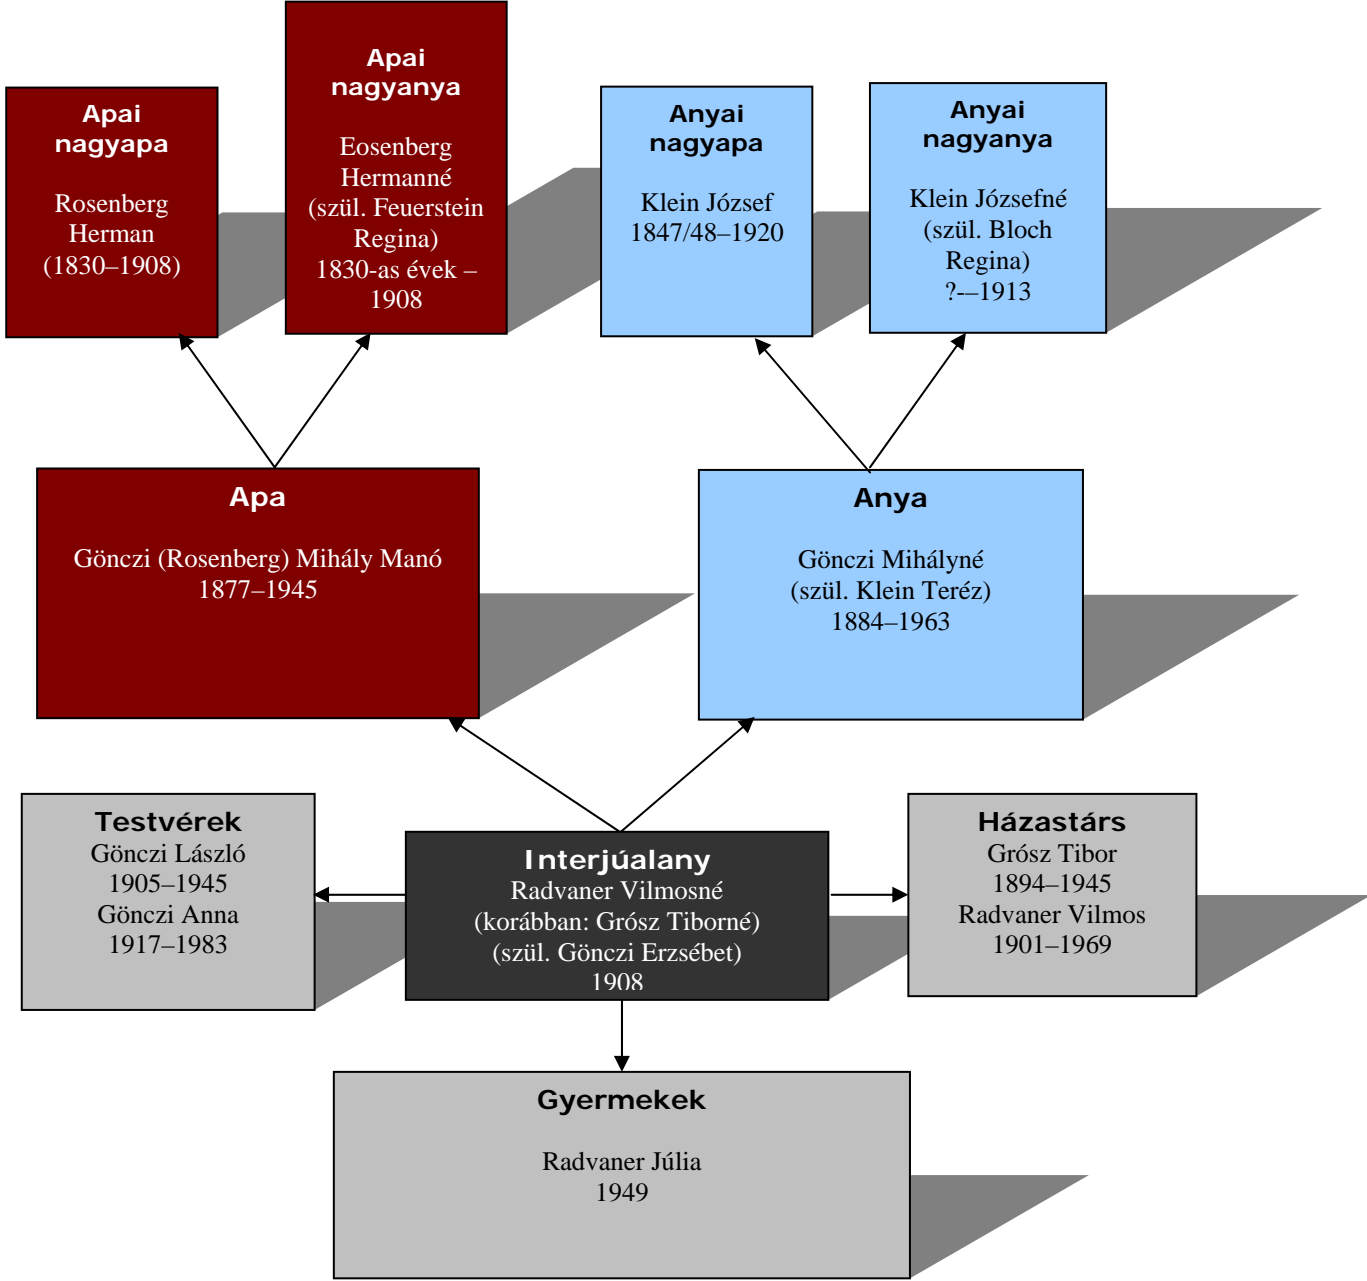 Apai
nagyapa
Rosenberg
Herman
(1830–1908)
Apai
nagyanya
Eosenberg
Hermanné
(szül. Feuerstein
Regina)
1830-as évek –
1908
Anyai
nagyapa
Klein József
1847/48–1920
Anyai
nagyanya
Klein Józsefné
(szül. Bloch
Regina)
?-–1913
Apa
Gönczi (Rosenberg) Mihály Manó
1877–1945
Anya
Gönczi Mihályné
(szül. Klein Teréz)
1884–1963
Testvérek
Gönczi László
1905–1945
Gönczi Anna
1917–1983
Interjúalany
Radvaner Vilmosné
(korábban: Grósz Tiborné)
(szül. Gönczi Erzsébet)
1908
Házastárs
Grósz Tibor
1894–1945
Radvaner Vilmos
1901–1969
Gyermekek
Radvaner Júlia
1949